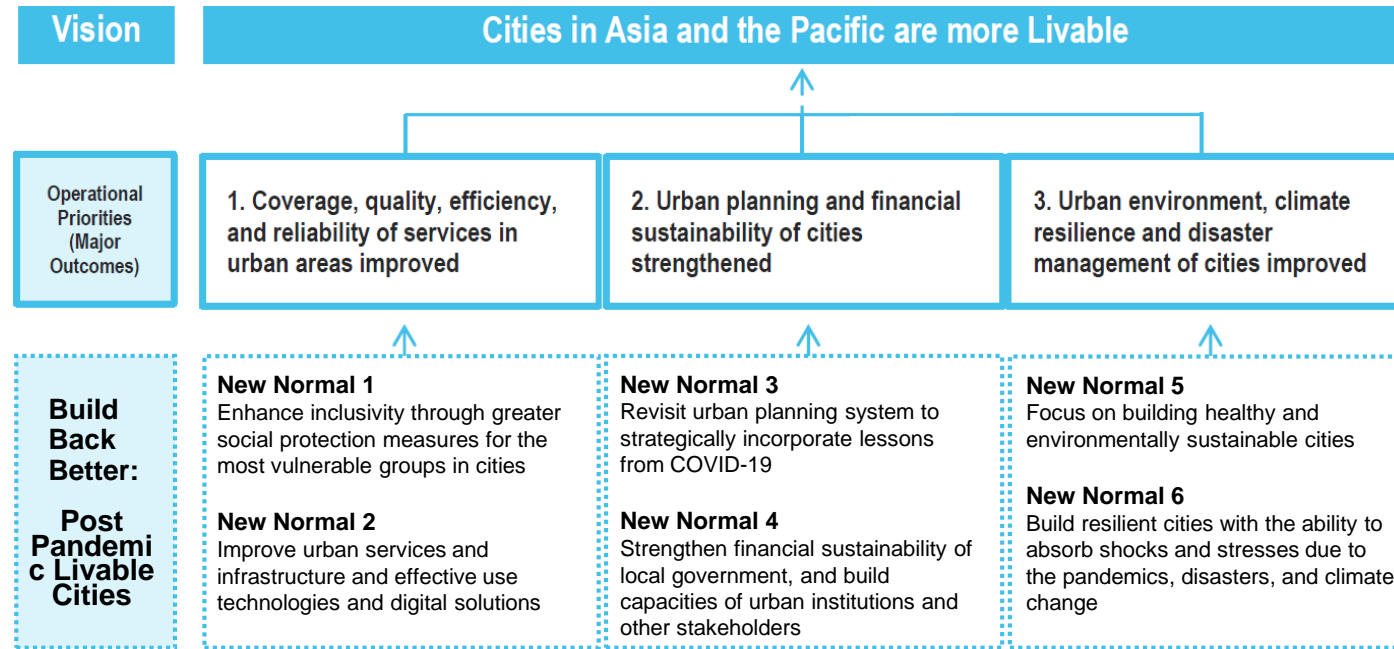 Vision
Cities in Asia and the Pacific are more Livable
Operational
Priorities
(Major
Outcomes)
1. Coverage, quality, efficiency,
and reliability of services in
urban areas improved
2. Urban planning and financial
sustainability of cities
strengthened
3. Urban environment, climate
resilience and disaster
management of cities improved
Build
Back
Better:
Post
Pandemi
c Livable
Cities
New Normal 1
Enhance inclusivity through greater
social protection measures for the
most vulnerable groups in cities
New Normal 2
Improve urban services and
infrastructure and effective use
technologies and digital solutions
New Normal 3
Revisit urban planning system to
strategically incorporate lessons
from COVID-19
New Normal 4
Strengthen financial sustainability of
local government, and build
capacities of urban institutions and
other stakeholders
New Normal 5
Focus on building healthy and
environmentally sustainable cities
New Normal 6
Build resilient cities with the ability to
absorb shocks and stresses due to
the pandemics, disasters, and climate
change